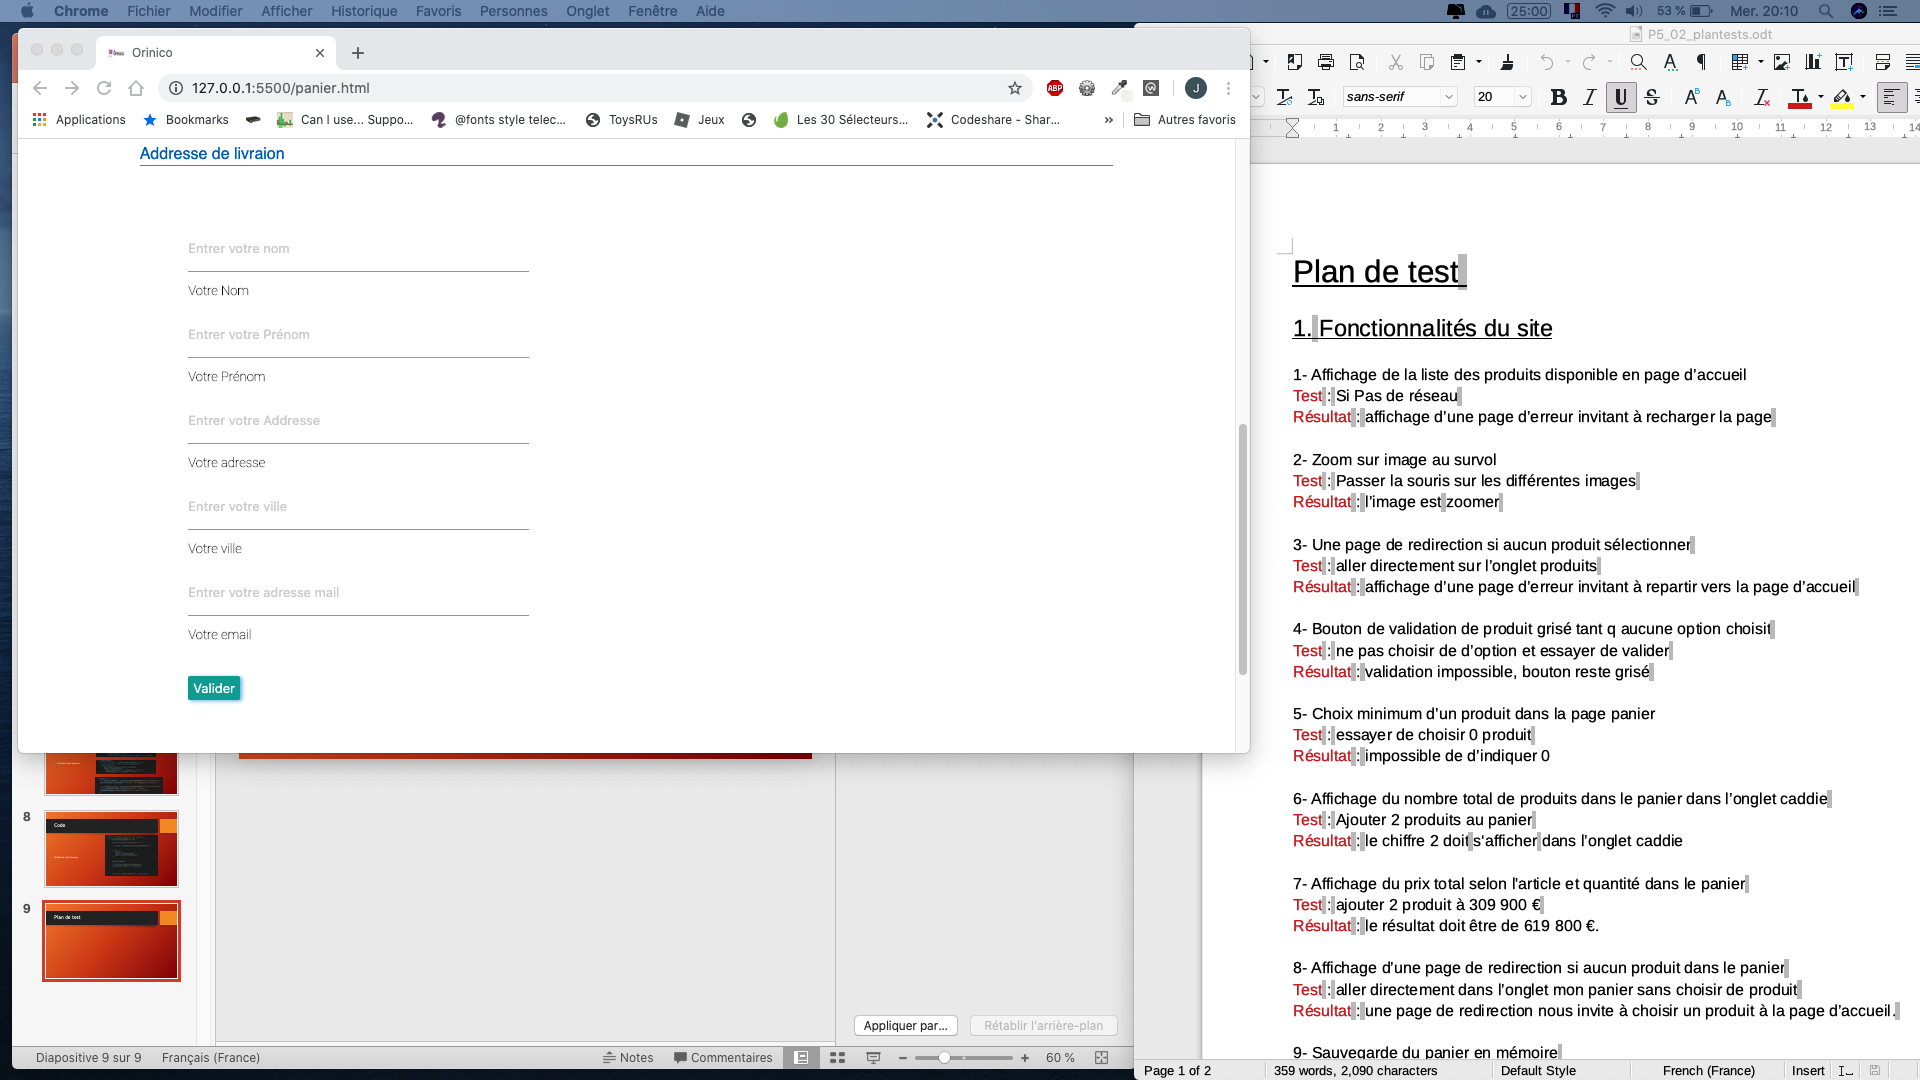 Chrome Fichier Modifier Afficher Historique Favoris Personnes Onglet Fenêtre Aide
25:00 53 % Mer. 20:10
Orinico
127.0.0.1:5500/panier.html
ABP
J
Applications Bookmarks Can I use... Suppo... @fonts style telec... ToysRUs Jeux Les 30 Sélecteurs... Codeshare - Shar... » Autres favoris
Addresse de livraion
Entrer votre nom
Votre Nom
Entrer votre Prénom
Votre Prénom
Entrer votre Addresse
Votre adresse
Entrer votre ville
Votre ville
Entrer votre adresse mail
Votre email
Valider
8
Code
9
Plan de test
Appliquer par... Rétablir l'arrière-plan
Diapositive 9 sur 9 Français (France) Notes Commentaires 60 %
P5_02_plantests.odt
sans-serif 20
1 2 3 4 5 6 7 8 9 10 11 12 13 14
Plan de test
1. Fonctionnalités du site
1- Affichage de la liste des produits disponible en page d’accueil
Test : Si Pas de réseau
Résultat : affichage d’une page d’erreur invitant à recharger la page
2- Zoom sur image au survol
Test : Passer la souris sur les différentes images
Résultat : l’image est zoomer
3- Une page de redirection si aucun produit sélectionner
Test : aller directement sur l’onglet produits
Résultat : affichage d’une page d’erreur invitant à repartir vers la page d’accueil
4- Bouton de validation de produit grisé tant q aucune option choisit
Test : ne pas choisir de d’option et essayer de valider
Résultat : validation impossible, bouton reste grisé
5- Choix minimum d’un produit dans la page panier
Test : essayer de choisir 0 produit
Résultat : impossible de d’indiquer 0
6- Affichage du nombre total de produits dans le panier dans l’onglet caddie
Test : Ajouter 2 produits au panier
Résultat : le chiffre 2 doit s‘afficher dans l’onglet caddie
7- Affichage du prix total selon l'article et quantité dans le panier
Test : ajouter 2 produit à 309 900 €
Résultat : le résultat doit être de 619 800 €.
8- Affichage d’une page de redirection si aucun produit dans le panier
Test : aller directement dans l’onglet mon panier sans choisir de produit
Résultat : une page de redirection nous invite à choisir un produit à la page d’accueil.
9- Sauvegarde du panier en mémoire
Page 1 of 2 359 words, 2,090 characters Default Style French (France) Insert